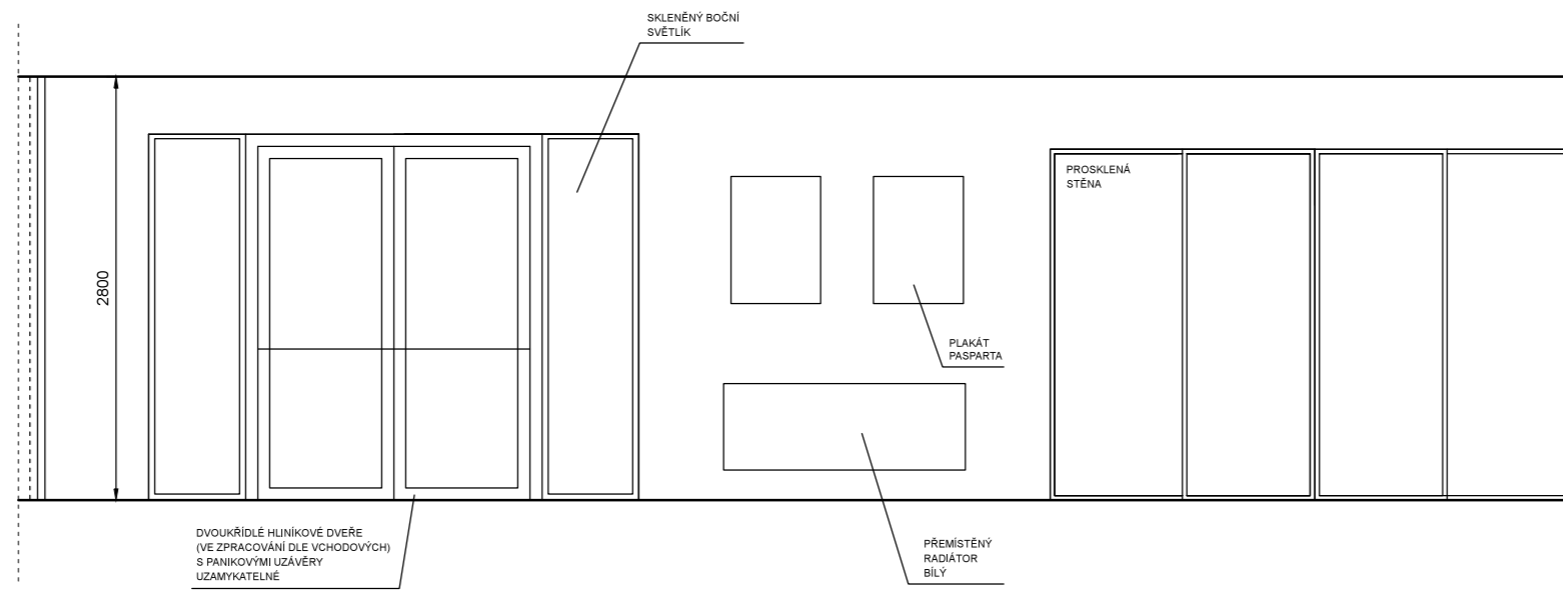 SKLENĚNÝ BOČNÍ
SVĚTLÍK
PROSKLENÁ
STĚNA
2800
PLAKÁT
PASPARTA
DVOUKŘÍDLÉ HLINÍKOVÉ DVEŘE
(VE ZPRACOVÁNÍ DLE VCHODOVÝCH)
S PANIKOVÝMI UZÁVĚRY
UZAMYKATELNÉ
PŘEMÍSTĚNÝ
RADIÁTOR
BÍLÝ